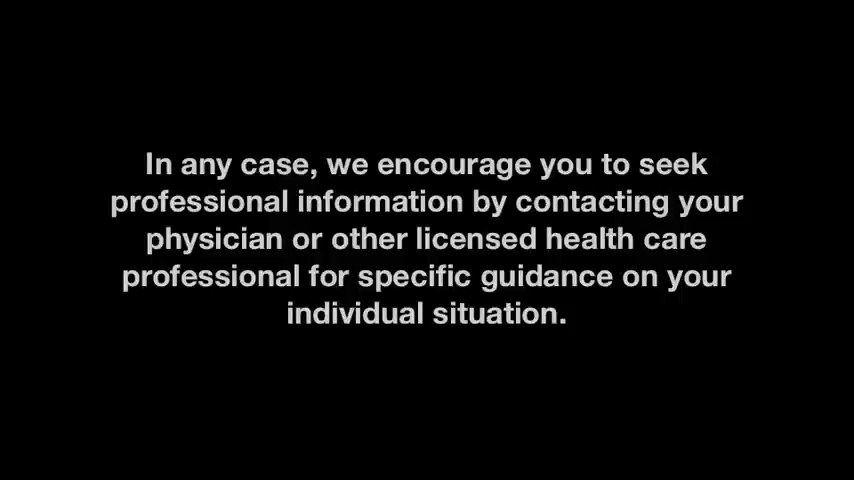 In any case, we encourage you to seek
professional information by contacting your
physician or other licensed health care
professional for specific guidance on your
individual situation.